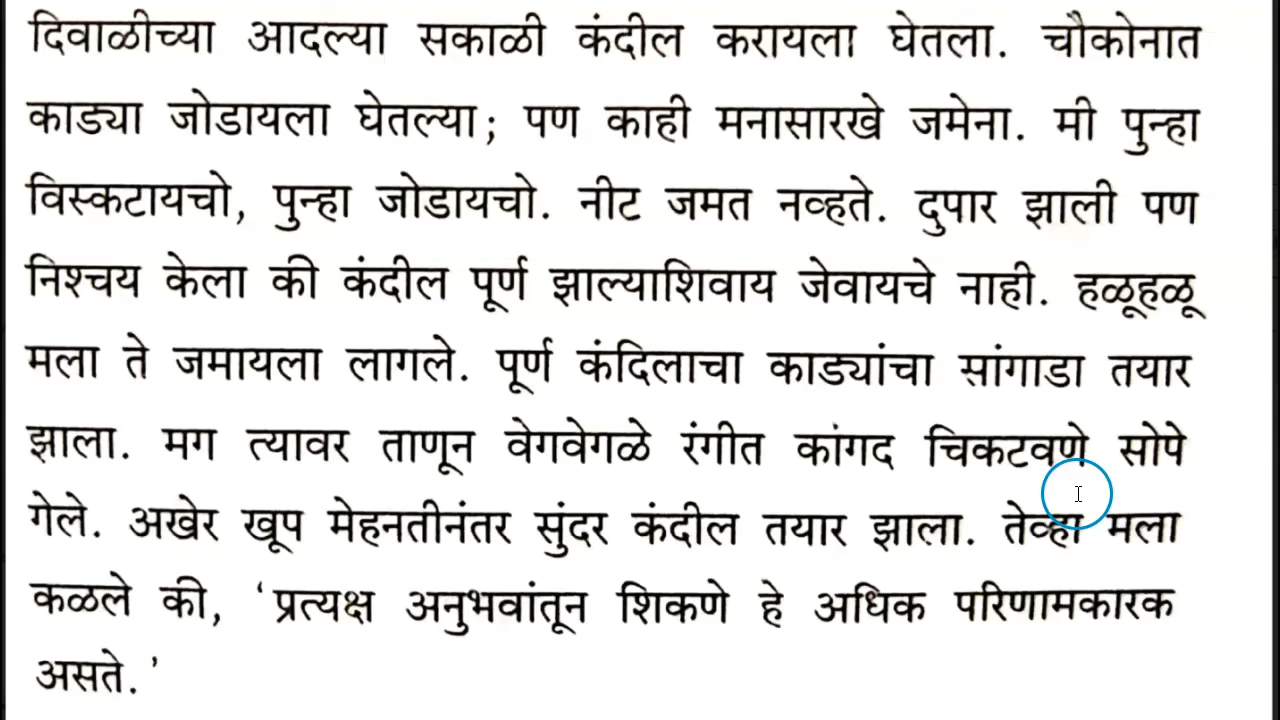 दिवाळीच्या आदल्या सकाळी कंदील करायला घेतला. चौकोनात
काड्या जोडायला घेतल्या; पण काही मनासारखे जमेना. मी पुन्हा
विस्कटायचो, पुन्हा जोडायचो. नीट जमत नव्हते. दुपार झाली पण
निश्चय केला की कंदील पूर्ण झाल्याशिवाय जेवायचे नाही. हळूहळू
मला ते जमायला लागले. पूर्ण कंदिलाचा काड्यांचा सांगाडा तयार
झाला. मग त्यावर ताणून वेगवेगळे रंगीत कांगद चिकटवणे सोपे
गेले. अखेर खूप मेहनतीनंतर सुंदर कंदील तयार झाला. तेव्हा मला
कळले की, ‘प्रत्यक्ष अनुभवांतून शिकणे हे अधिक परिणामकारक
असते.’